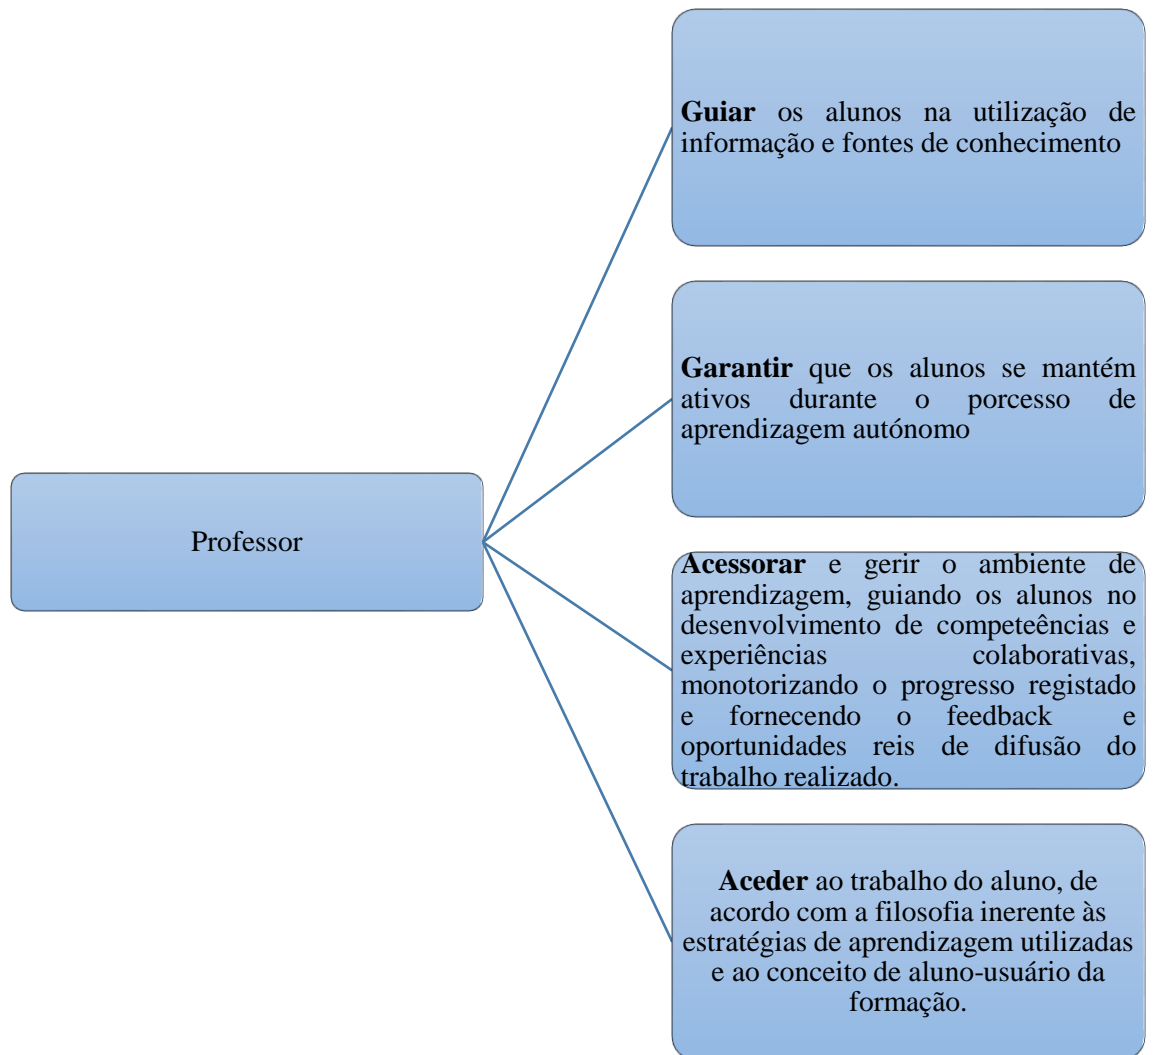 Guiar os alunos na utilização de
informação e fontes de conhecimento
Garantir que os alunos se mantém
ativos durante o porcesso de
aprendizagem autónomo
Professor
Acessorar e gerir o ambiente de
aprendizagem, guiando os alunos no
desenvolvimento de competeências e
experiências colaborativas,
monotorizando o progresso registado
e fornecendo o feedback e
oportunidades reis de difusão do
trabalho realizado.
Aceder ao trabalho do aluno, de
acordo com a filosofia inerente às
estratégias de aprendizagem utilizadas
e ao conceito de aluno-usuário da
formação.